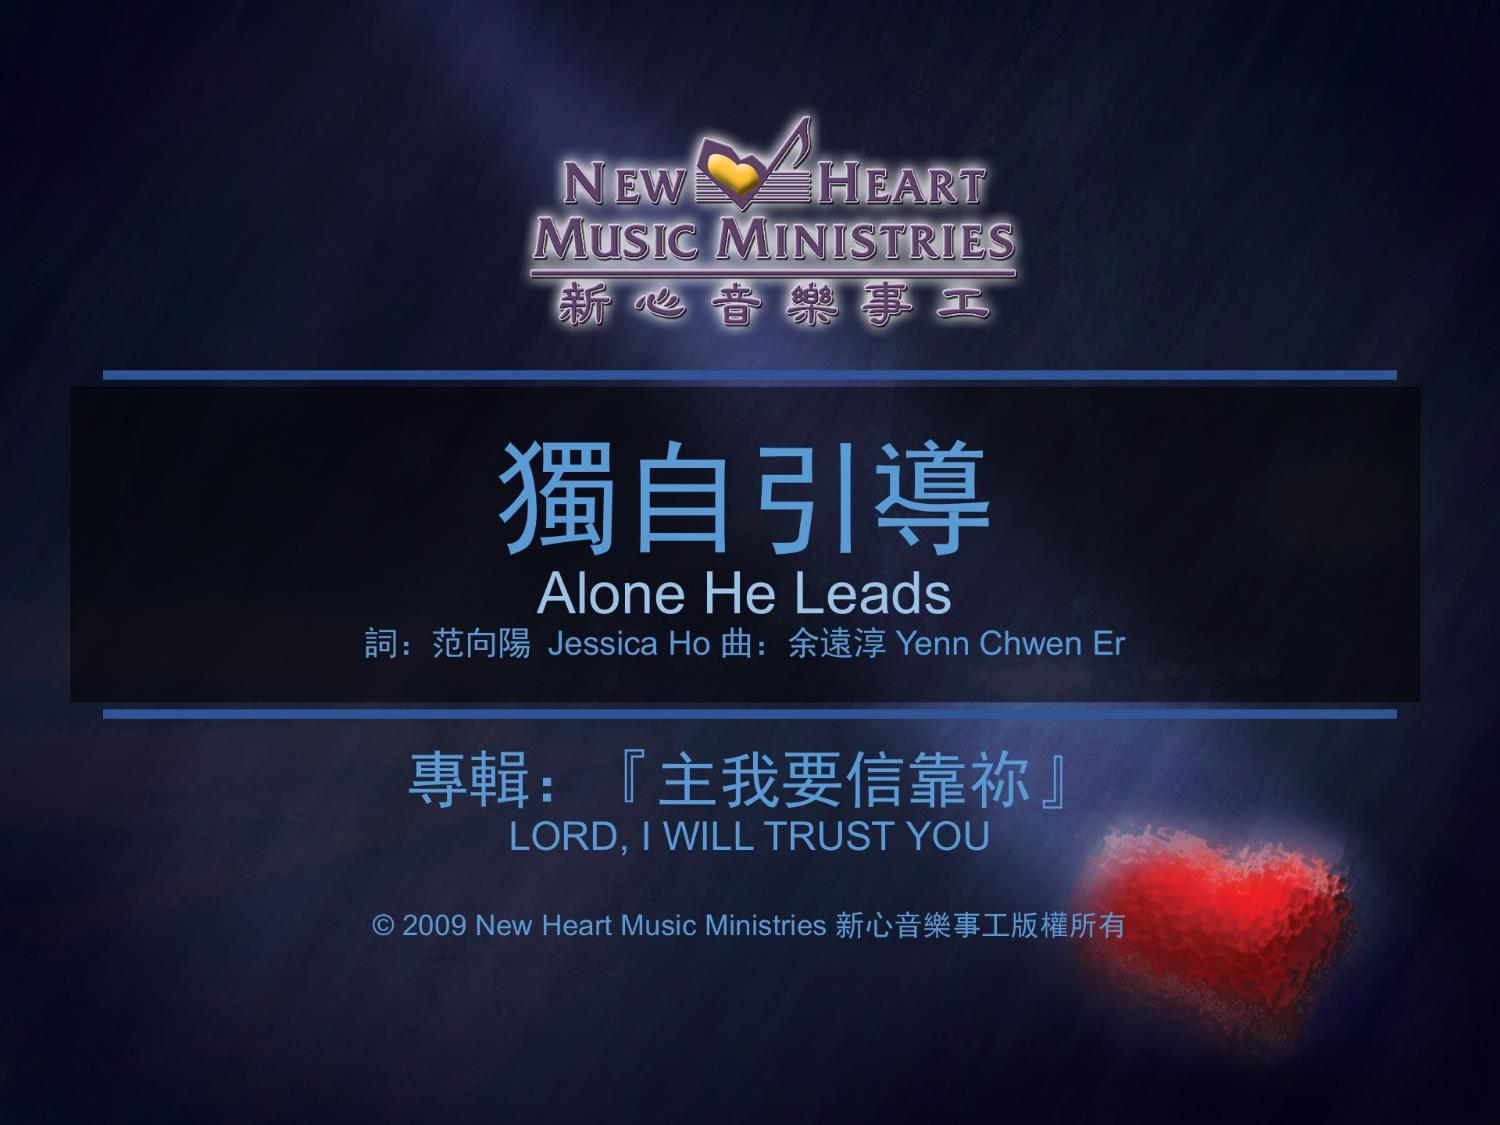 NEW HEART
MUSIC MINISTRIES
新心音樂事工
獨自引導
Alone He Leads
詞：范向陽 Jessica Ho 曲：余遠淳 Yenn Chwen Er
專輯：『主我要信靠祢』
LORD, I WILL TRUST YOU
© 2009 New Heart Music Ministries 新心音樂事工版權所有